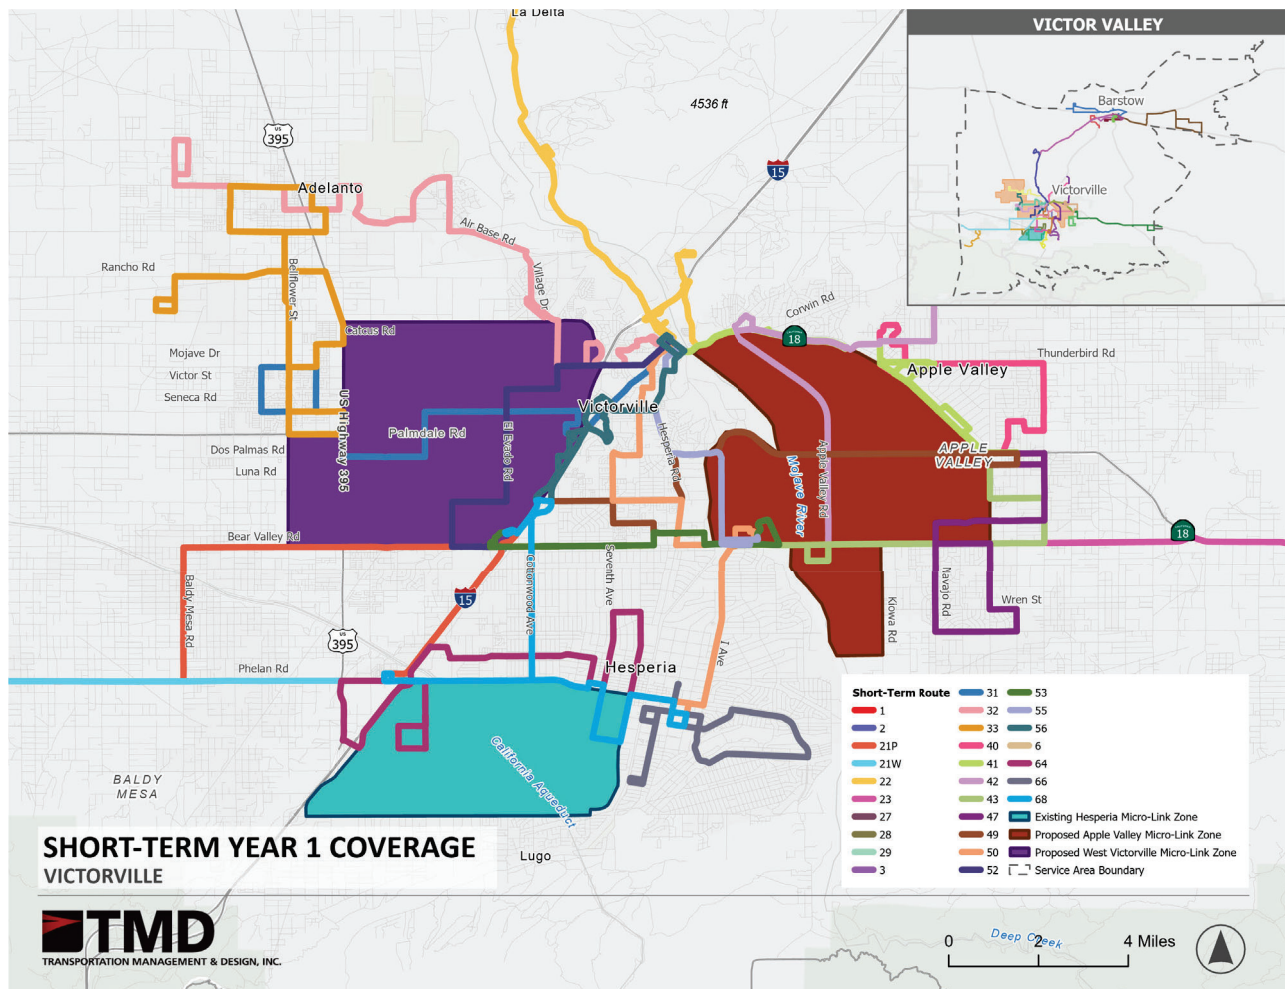 La Delta
VICTOR VALLEY
Barstow
Victorville
4536 ft
US
395
INTERSTATE
15
Adelanto
Air Base Rd
Rancho Rd
Bellflower St
Village Dr
Corwin Rd
CALIFORNIA
18
Catcus Rd
Mojave Dr
Victor St
Seneca Rd
Thunderbird Rd
Apple Valley
US Highway 395
Victorville
Palmdale Rd
El Evado Rd
Hesperia Rd
Dos Palmas Rd
Luna Rd
Mojave River
Apple Valley Rd
APPLE
VALLEY
Bear Valley Rd
CALIFORNIA
18
Baldy Mesa Rd
INTERSTATE
15
Cottonwood Ave
Seventh Ave
Navajo Rd
Wren St
Kiowa Rd
US
395
I Ave
Phelan Rd
Hesperia
California Aqueduct
BALDY
MESA
Lugo
Deep Creek
Short-Term Route
1
2
21P
21W
22
23
27
28
29
3
31
32
33
40
41
42
43
47
49
50
52
53
55
56
6
64
66
68
Existing Hesperia Micro-Link Zone
Proposed Apple Valley Micro-Link Zone
Proposed West Victorville Micro-Link Zone
Service Area Boundary
SHORT-TERM YEAR 1 COVERAGE
VICTORVILLE
TMD
TRANSPORTATION MANAGEMENT & DESIGN, INC.
0 2 4 Miles